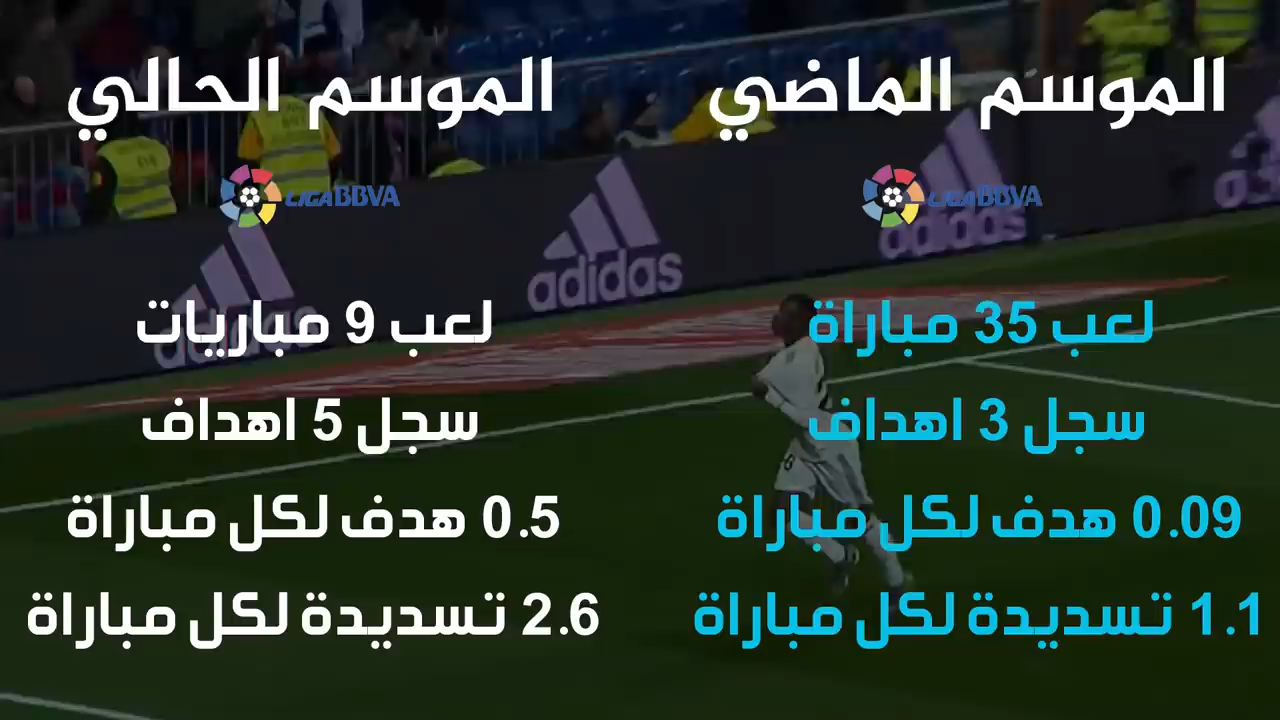 الموسم الماضي
LIGA BBVA
adidas
لعب 35 مباراة
سجل 3 اهداف
0.09 هدف لكل مباراة
1.1 تسديدة لكل مباراة
الموسم الحالي
LIGA BBVA
adidas
adidas
لعب 9 مباريات
سجل 5 اهداف
0.5 هدف لكل مباراة
2.6 تسديدة لكل مباراة